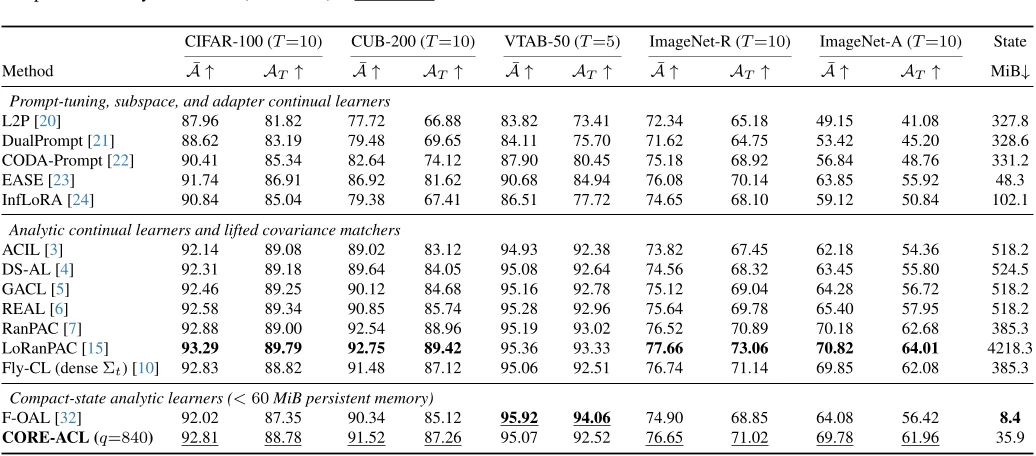 CIFAR-100 (T=10) CUB-200 (T=10) VTAB-50 (T=5) ImageNet-R (T=10) ImageNet-A (T=10) State
Method Ā ↑ A_T ↑ Ā ↑ A_T ↑ Ā ↑ A_T ↑ Ā ↑ A_T ↑ Ā ↑ A_T ↑ MiB↓
Prompt-tuning, subspace, and adapter continual learners
L2P [20] 87.96 81.82 77.72 66.88 83.82 73.41 72.34 65.18 49.15 41.08 327.8
DualPrompt [21] 88.62 83.19 79.48 69.65 84.11 75.70 71.62 64.75 53.42 45.20 328.6
CODA-Prompt [22] 90.41 85.34 82.64 74.12 87.90 80.45 75.18 68.92 56.84 48.76 331.2
EASE [23] 91.74 86.91 86.92 81.62 90.68 84.94 76.08 70.14 63.85 55.92 48.3
InfLoRA [24] 90.84 85.04 79.38 67.41 86.51 77.72 74.65 68.10 59.12 50.84 102.1
Analytic continual learners and lifted covariance matchers
ACIL [3] 92.14 89.08 89.02 83.12 94.93 92.38 73.82 67.45 62.18 54.36 518.2
DS-AL [4] 92.31 89.18 89.64 84.05 95.08 92.64 74.56 68.32 63.45 55.80 524.5
GACL [5] 92.46 89.25 90.12 84.68 95.16 92.78 75.12 69.04 64.28 56.72 518.2
REAL [6] 92.58 89.34 90.85 85.74 95.28 92.96 75.64 69.78 65.40 57.95 518.2
RanPAC [7] 92.88 89.00 92.54 88.96 95.19 93.02 76.52 70.89 70.18 62.68 385.3
LoRanPAC [15] 93.29 89.79 92.75 89.42 95.36 93.33 77.66 73.06 70.82 64.01 4218.3
Fly-CL (dense Σ_t) [10] 92.83 88.82 91.48 87.12 95.06 92.51 76.74 71.14 69.85 62.08 385.3
Compact-state analytic learners (< 60 MiB persistent memory)
F-OAL [32] 92.02 87.35 90.34 85.12 95.92 94.06 74.90 68.85 64.08 56.42 8.4
CORE-ACL (q=840) 92.81 88.78 91.52 87.26 95.07 92.52 76.65 71.02 69.78 61.96 35.9